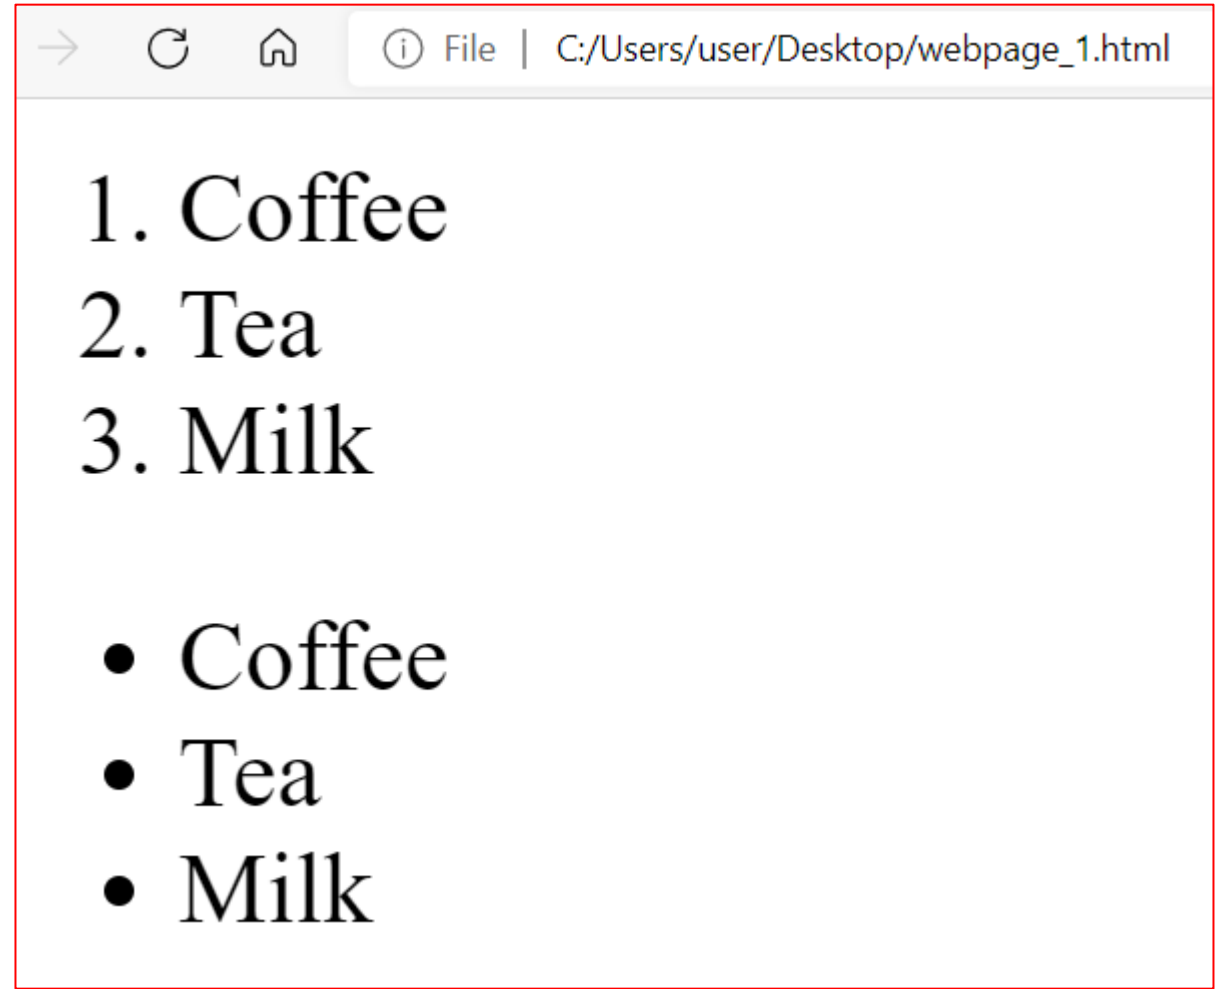 File | C:/Users/user/Desktop/webpage_1.html
1. Coffee
2. Tea
3. Milk
• Coffee
• Tea
• Milk